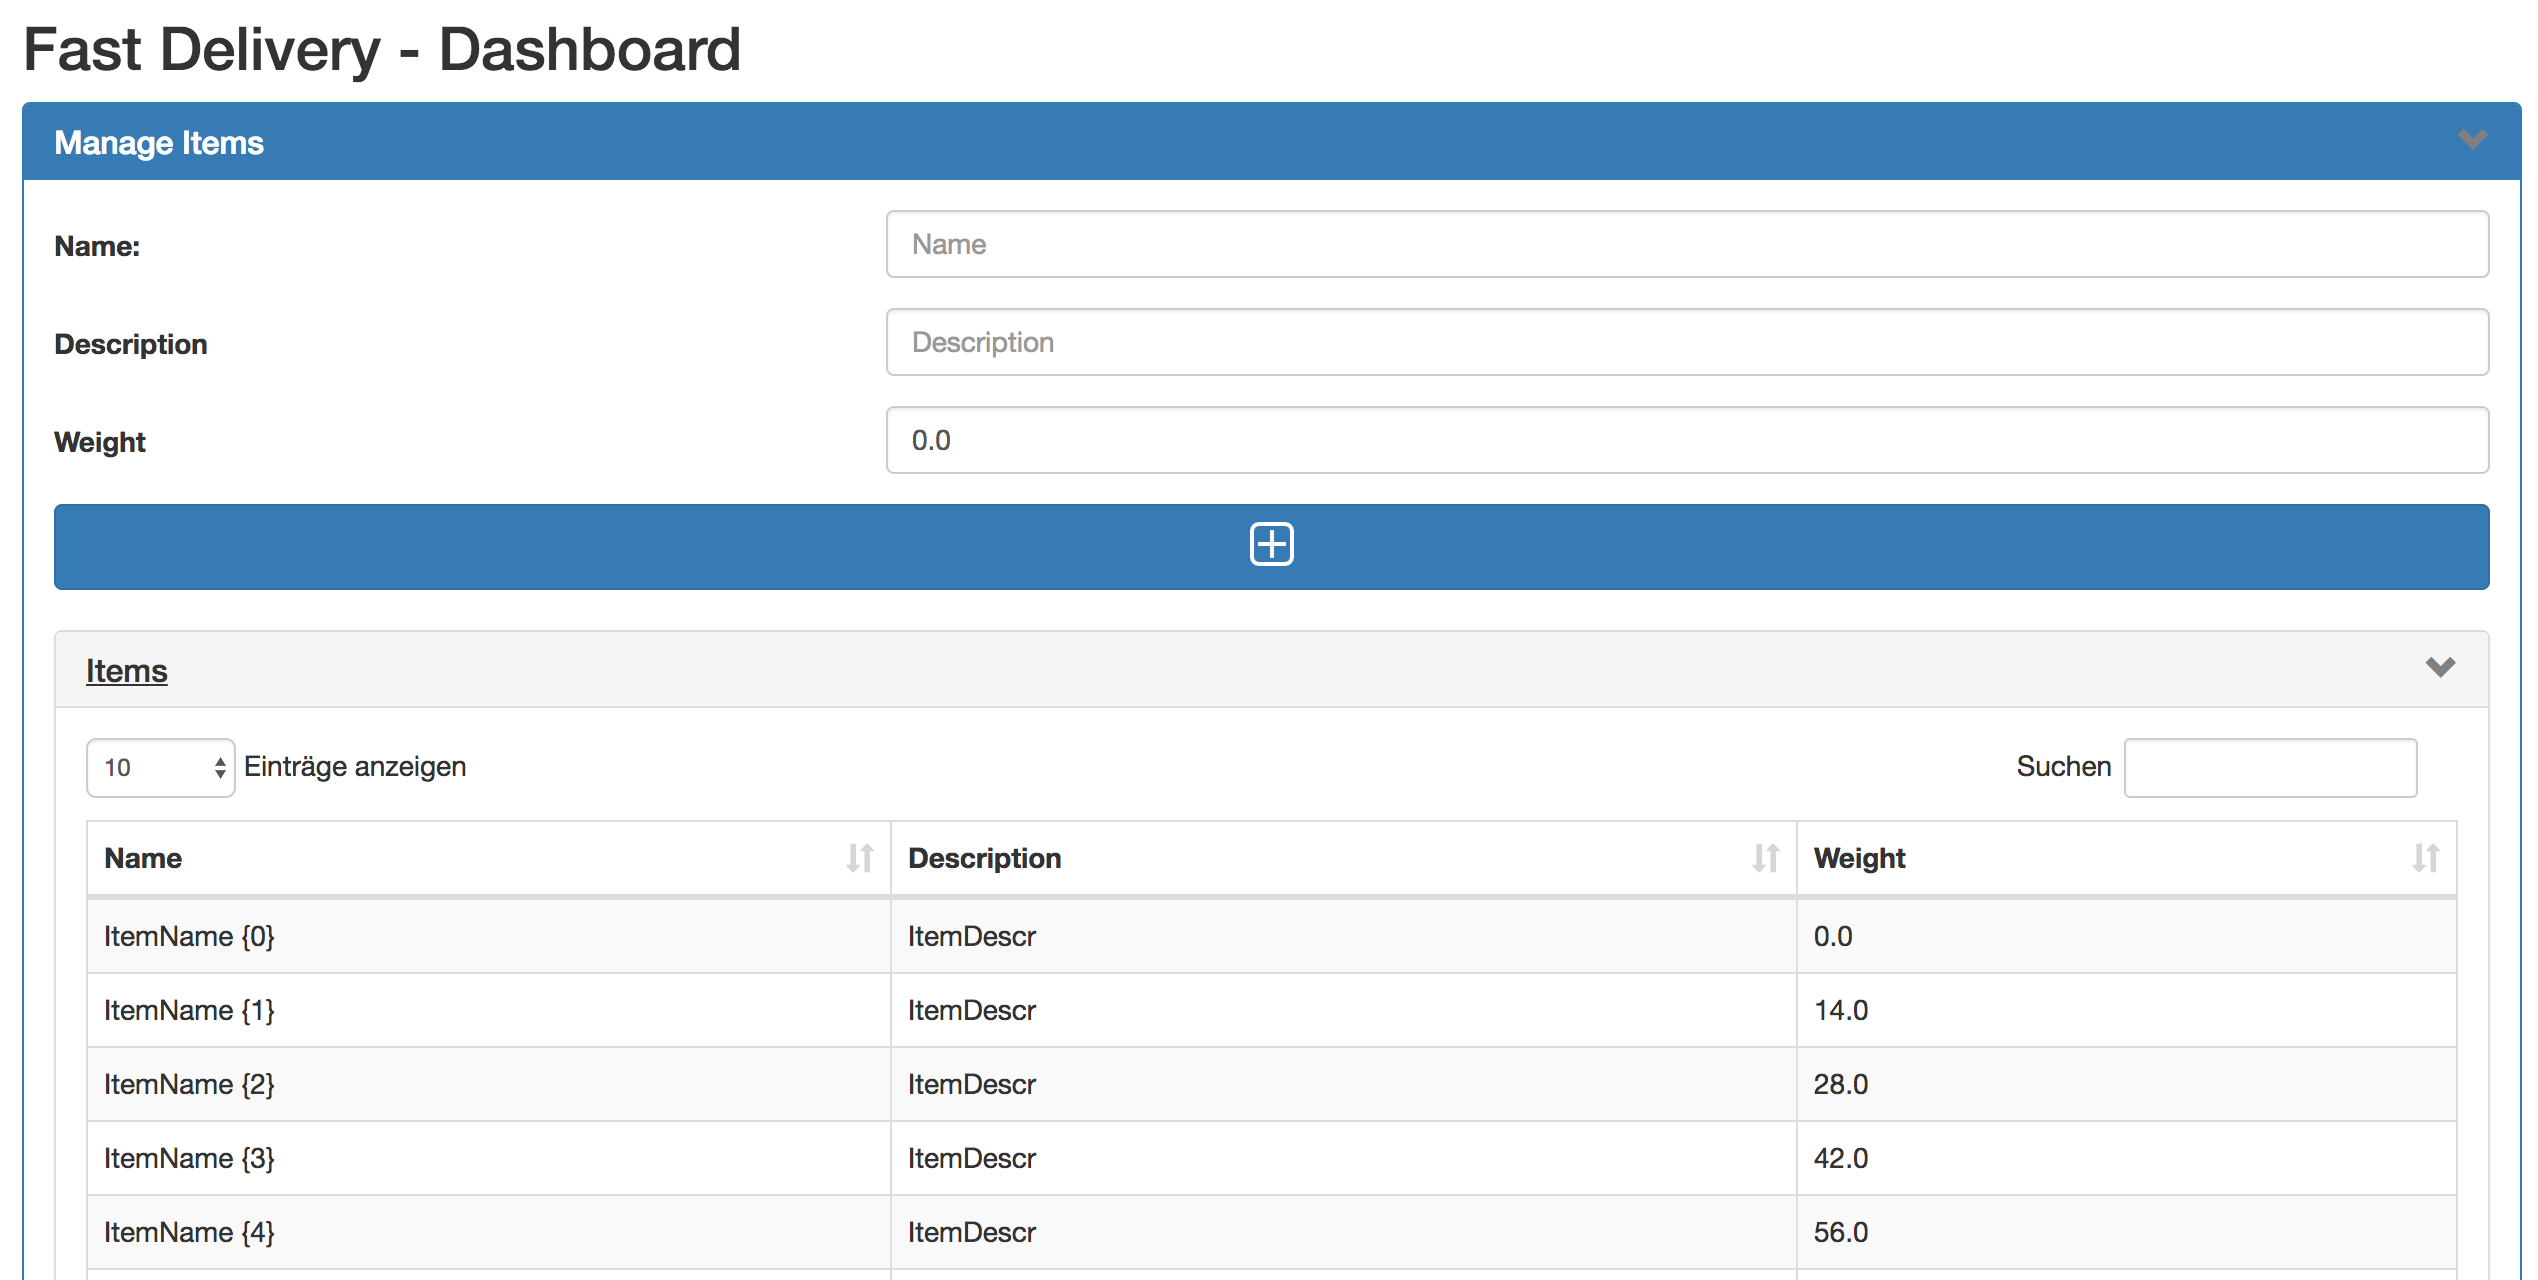 Fast Delivery - Dashboard
Manage Items
Name: Name
Description Description
Weight 0.0
Items
10 Einträge anzeigen Suchen
Name Description Weight
ItemName {0} ItemDescr 0.0
ItemName {1} ItemDescr 14.0
ItemName {2} ItemDescr 28.0
ItemName {3} ItemDescr 42.0
ItemName {4} ItemDescr 56.0